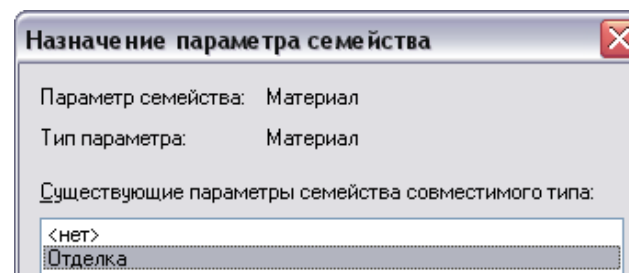 Назначение параметра семейства
Параметр семейства: Материал
Тип параметра: Материал
Существующие параметры семейства совместимого типа:
<нет>
Отделка